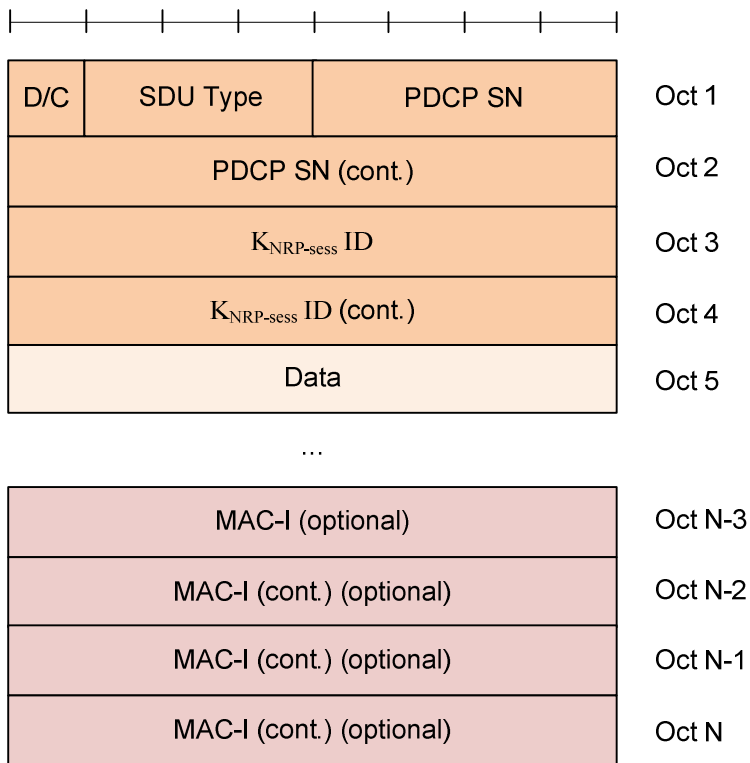 D/C SDU Type PDCP SN Oct 1
PDCP SN (cont.) Oct 2
KNRP-sess ID Oct 3
KNRP-sess ID (cont.) Oct 4
Data Oct 5
...
MAC-I (optional) Oct N-3
MAC-I (cont.) (optional) Oct N-2
MAC-I (cont.) (optional) Oct N-1
MAC-I (cont.) (optional) Oct N